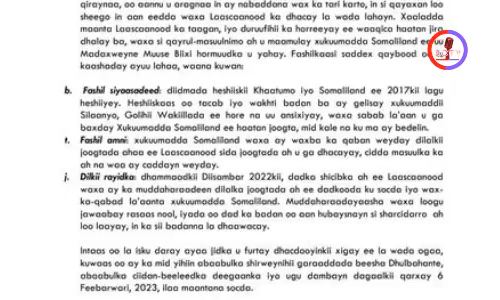 qiraynaa, oo aannu u aragnaa in ay nabaddana wax ka tari karto, in si qayaxan loo
sheego in aan eedda waxa Laascaanood ka dhacay la wada lahayn. Xaaladda
maanta Laascaanood ka taagan, iyo duruufihii ka horreeyay ee waaqica haatan jira
dhalay ba, waxa si qayrul-masuulnimo ah u maamulay xukuumadda Somaliland ee uu
Madaxweyne Muuse Biixi hormuudka u yahay. Fashilkaasi saddex qaybood oo
kaashaday ayuu lahaa, waana kuwan:
b. Fashil siyaasadeed: diidmada heshiiskii Khaatumo iyo Somaliland ee 2017kii lagu
heshiiyey. Heshiiskaas oo tacab iyo wakhti badan ba ay gelisay xukuumaddii
Silaanyo, Golihii Wakiillada ee hore na uu ansixiyay, waxa sabab la'aan u ga
baxday Xukuumadda Somaliland ee haatan joogta, mid kale na ku ma ay bedelin.
t. Fashil amni: xukuumadda Somaliland waxa ay waxba ka qaban weyday dilalkii
joogtada ahaa ee Laascaanood sida joogtada ah u ga dhacayay, cidda masuulka ka
ah na waa ay caddayn weyday.
j. Dilkii rayidka: dhammaadkii Diisambar 2022kii, dadka shicibka ah ee Laascaanood
waxa ay ka muddaharaadeen dilalka joogtada ah ee dadkooda ku socda iyo wax-
ka-qabad la'aanta xukuumadda Somaliland. Muddaharaadayaasha waxa loogu
jawaabay rasaas nool, iyada oo dad ka badan oo aan hubaysnayn si sharcidarro ah
loo laayay, in ka sii badanna la dhaawacay.
Intaas oo la isku daray ayaa jidka u furtay dhacdooyinkii xigay ee la wada ogaa,
kuwaas oo ay ka mid yihiin abaabulka shirweynihii garaaddada beesha Dhulbahante,
abaabulka ciidan-beeleedka deegaanka iyo ugu dambayn dagaalkii qarxay 6
Feebarwari, 2023, ilaa maantana socda.